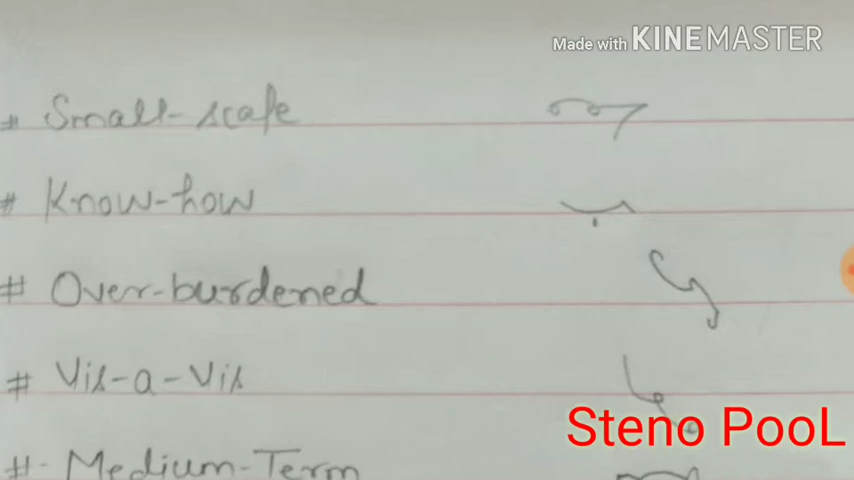 Made with KINEMASTER
# Small-scale
# Know-how
# Over-burdened
# Vis-a-Vis
Steno PooL
#- Medium-Term